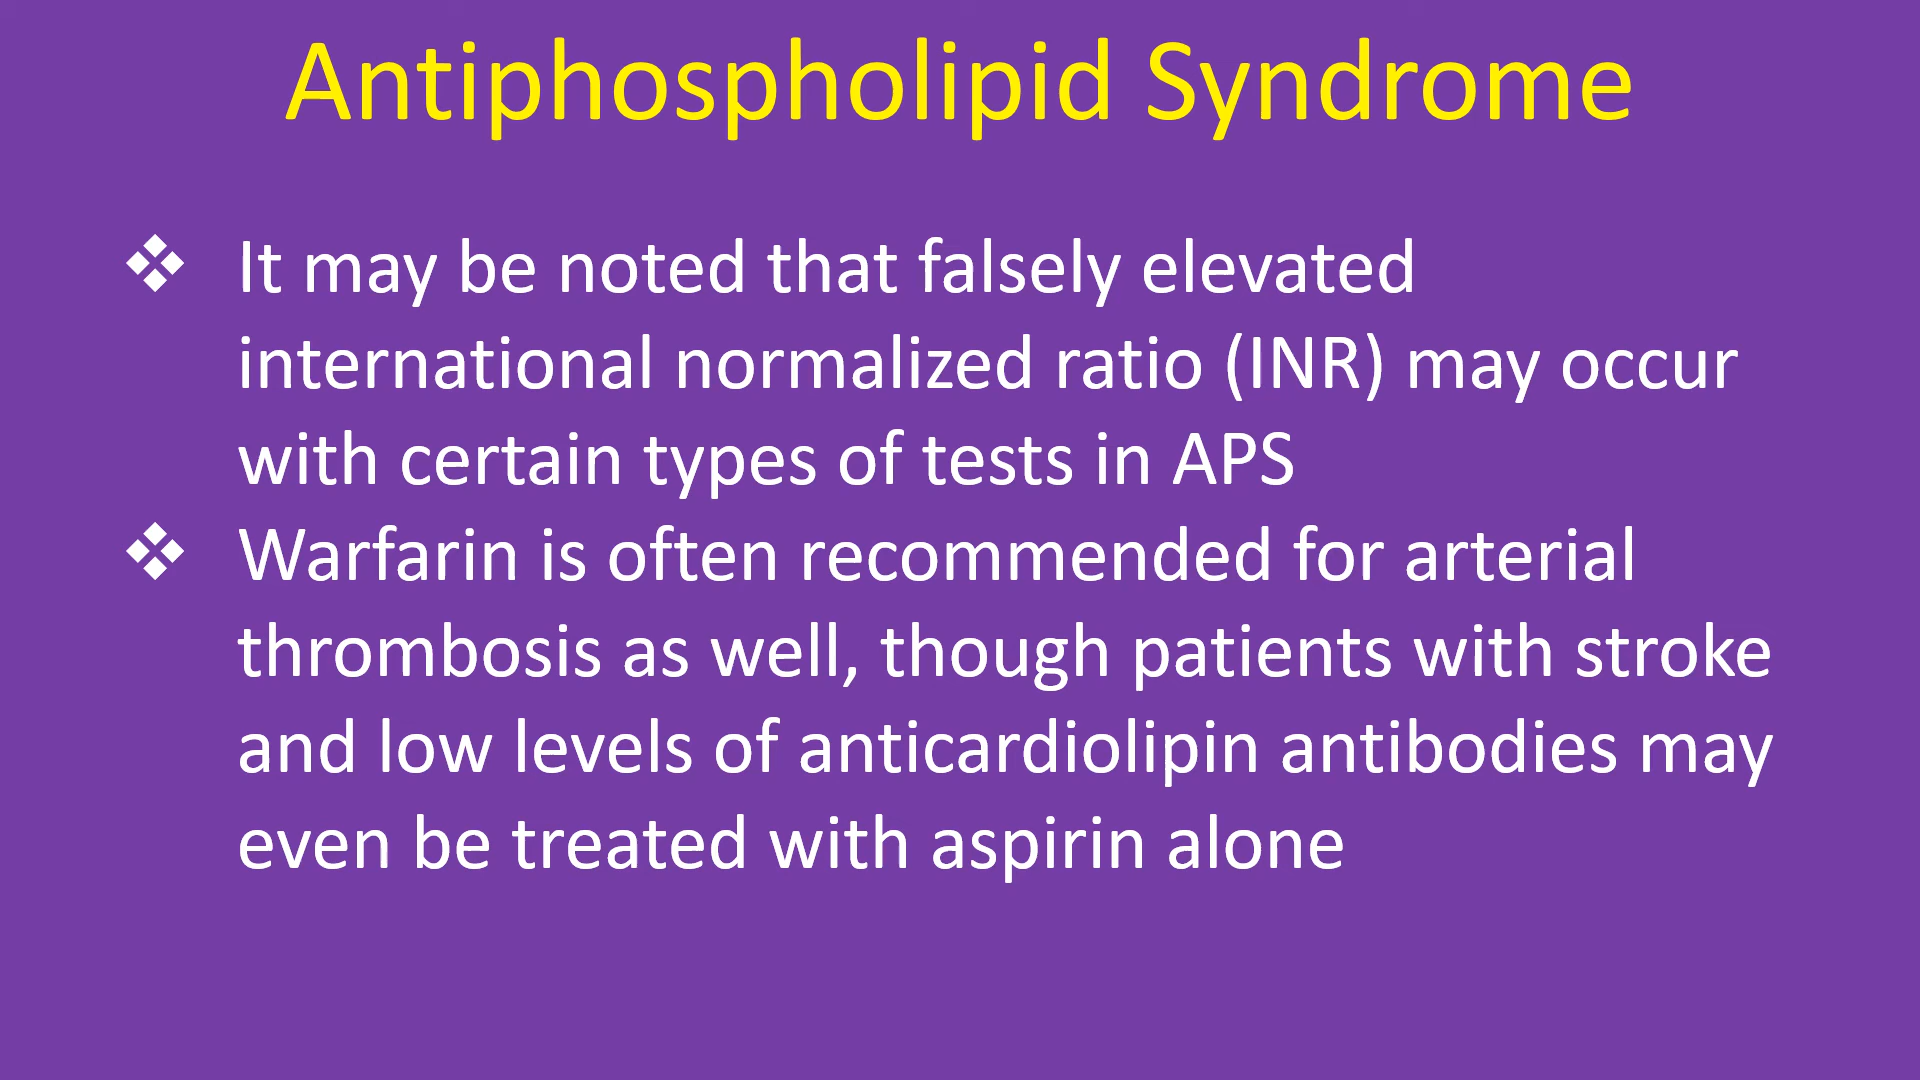 Antiphospholipid Syndrome
❖ It may be noted that falsely elevated
international normalized ratio (INR) may occur
with certain types of tests in APS
❖ Warfarin is often recommended for arterial
thrombosis as well, though patients with stroke
and low levels of anticardiolipin antibodies may
even be treated with aspirin alone